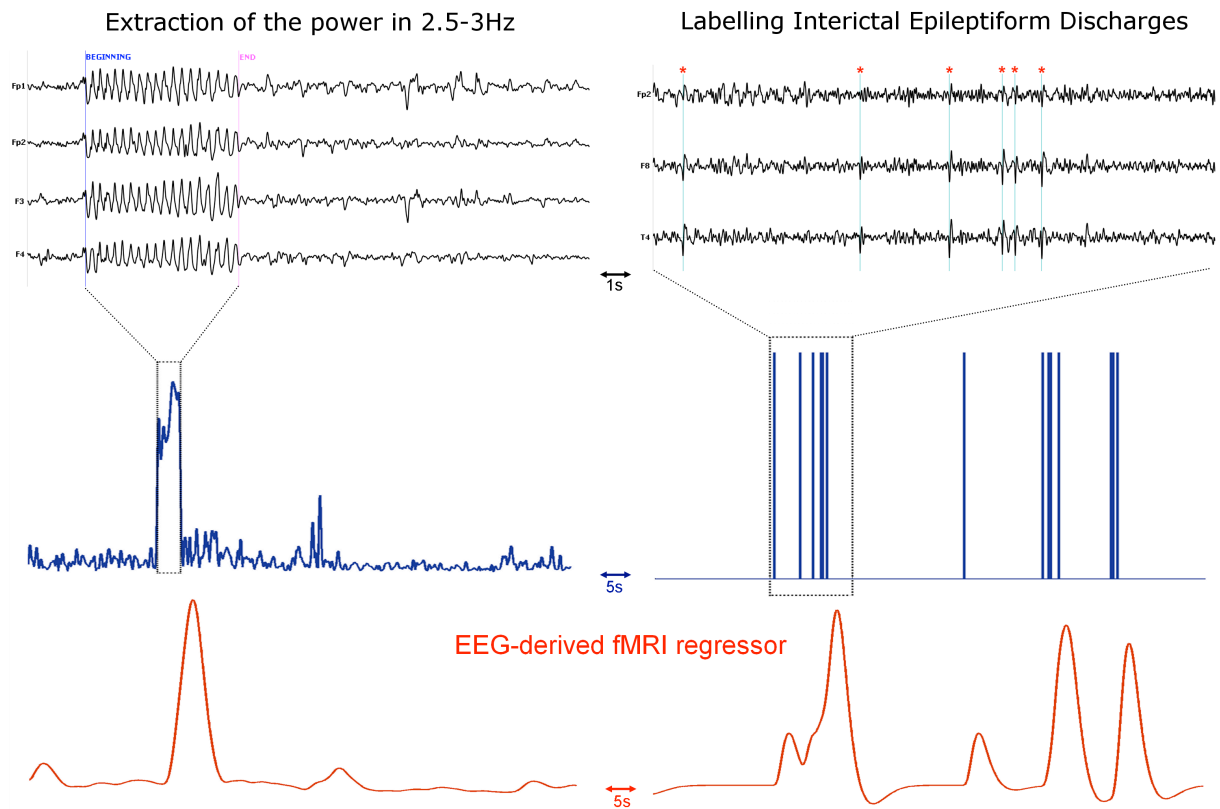 Extraction of the power in 2.5-3Hz
Labelling Interictal Epileptiform Discharges
BEGINNING
END
Fp1
Fp2
F3
F4
* * * * * *
Fp2
F8
T4
1s
5s
EEG-derived fMRI regressor
5s